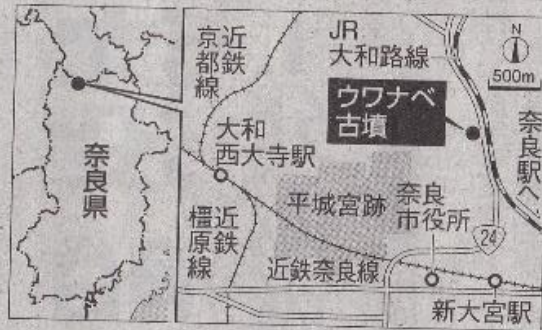 奈良県
近鉄
京都線
JR
大和路線
N
500m
ウワナベ
古墳
奈良駅へ
大和
西大寺駅
平城宮跡
奈良
市役所
24
近鉄
橿原線
近鉄奈良線
新大宮駅